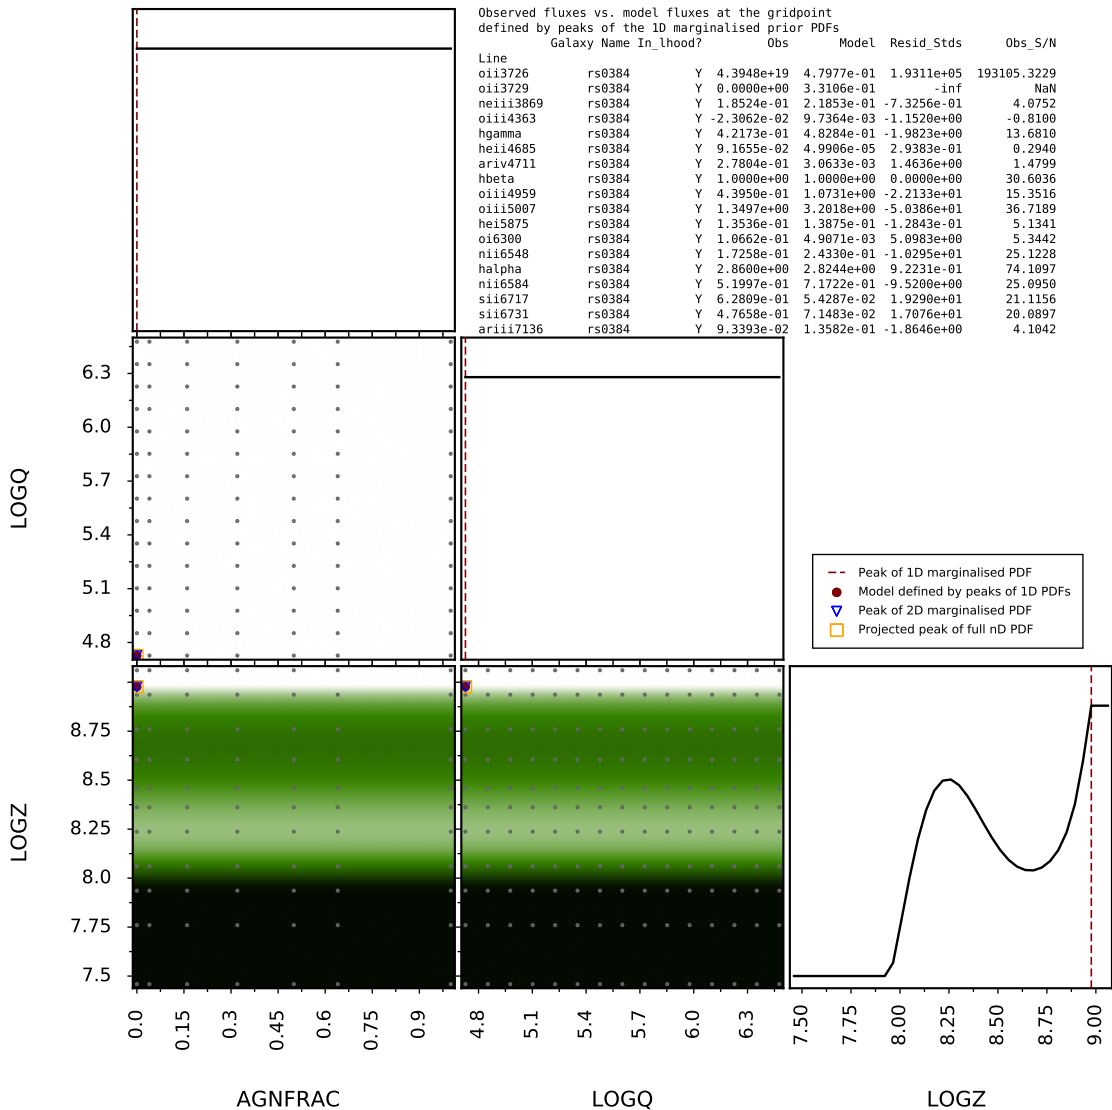 Observed fluxes vs. model fluxes at the gridpoint
defined by peaks of the 1D marginalised prior PDFs
Galaxy Name In_lhood? Obs Model Resid_Stds Obs_S/N
Line
oii3726 rs0384 Y 4.3948e+19 4.7977e-01 1.9311e+05 193105.3229
oii3729 rs0384 Y 0.0000e+00 3.3106e-01 -inf NaN
neiii3869 rs0384 Y 1.8524e-01 2.1853e-01 -7.3256e-01 4.0752
oiii4363 rs0384 Y -2.3062e-02 9.7364e-03 -1.1520e+00 -0.8100
hgamma rs0384 Y 4.2173e-01 4.8284e-01 -1.9823e+00 13.6810
heii4685 rs0384 Y 9.1655e-02 4.9906e-05 2.9383e-01 0.2940
ariv4711 rs0384 Y 2.7804e-01 3.0633e-03 1.4636e+00 1.4799
hbeta rs0384 Y 1.0000e+00 1.0000e+00 0.0000e+00 30.6036
oiii4959 rs0384 Y 4.3950e-01 1.0731e+00 -2.2133e+01 15.3516
oiii5007 rs0384 Y 1.3497e+00 3.2018e+00 -5.0386e+01 36.7189
hei5875 rs0384 Y 1.3536e-01 1.3875e-01 -1.2843e-01 5.1341
oi6300 rs0384 Y 1.0662e-01 4.9071e-03 5.0983e+00 5.3442
nii6548 rs0384 Y 1.7258e-01 2.4330e-01 -1.0295e+01 25.1228
halpha rs0384 Y 2.8600e+00 2.8244e+00 9.2231e-01 74.1097
nii6584 rs0384 Y 5.1997e-01 7.1722e-01 -9.5200e+00 25.0950
sii6717 rs0384 Y 6.2809e-01 5.4287e-02 1.9290e+01 21.1156
sii6731 rs0384 Y 4.7658e-01 7.1483e-02 1.7076e+01 20.0897
ariii7136 rs0384 Y 9.3393e-02 1.3582e-01 -1.8646e+00 4.1042
6.3
6.0
5.7
5.4
5.1
4.8
LOGQ
Peak of 1D marginalised PDF
Model defined by peaks of 1D PDFs
Peak of 2D marginalised PDF
Projected peak of full nD PDF
8.75
8.5
8.25
8.0
7.75
7.5
LOGZ
0.0 0.15 0.3 0.45 0.6 0.75 0.9
4.8 5.1 5.4 5.7 6.0 6.3
7.50 7.75 8.00 8.25 8.50 8.75 9.00
AGNFRAC LOGQ LOGZ